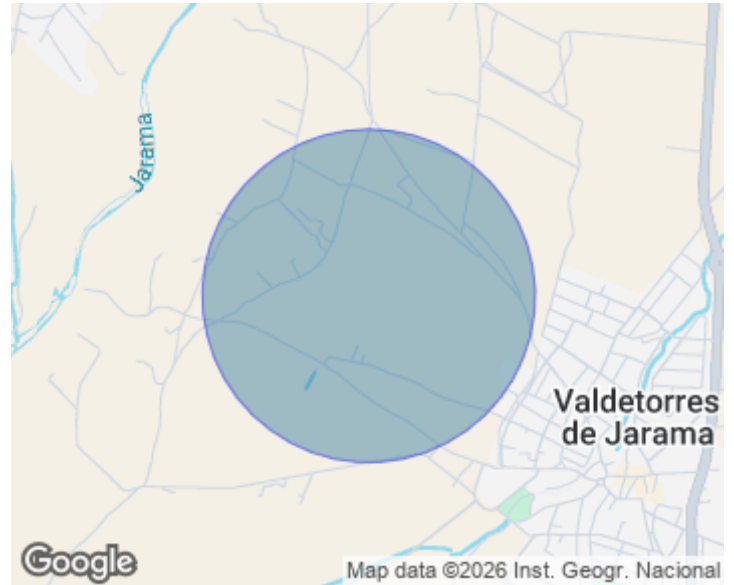 Jarama
Valdetorres
de Jarama
Google
Map data ©2026 Inst. Geogr. Nacional